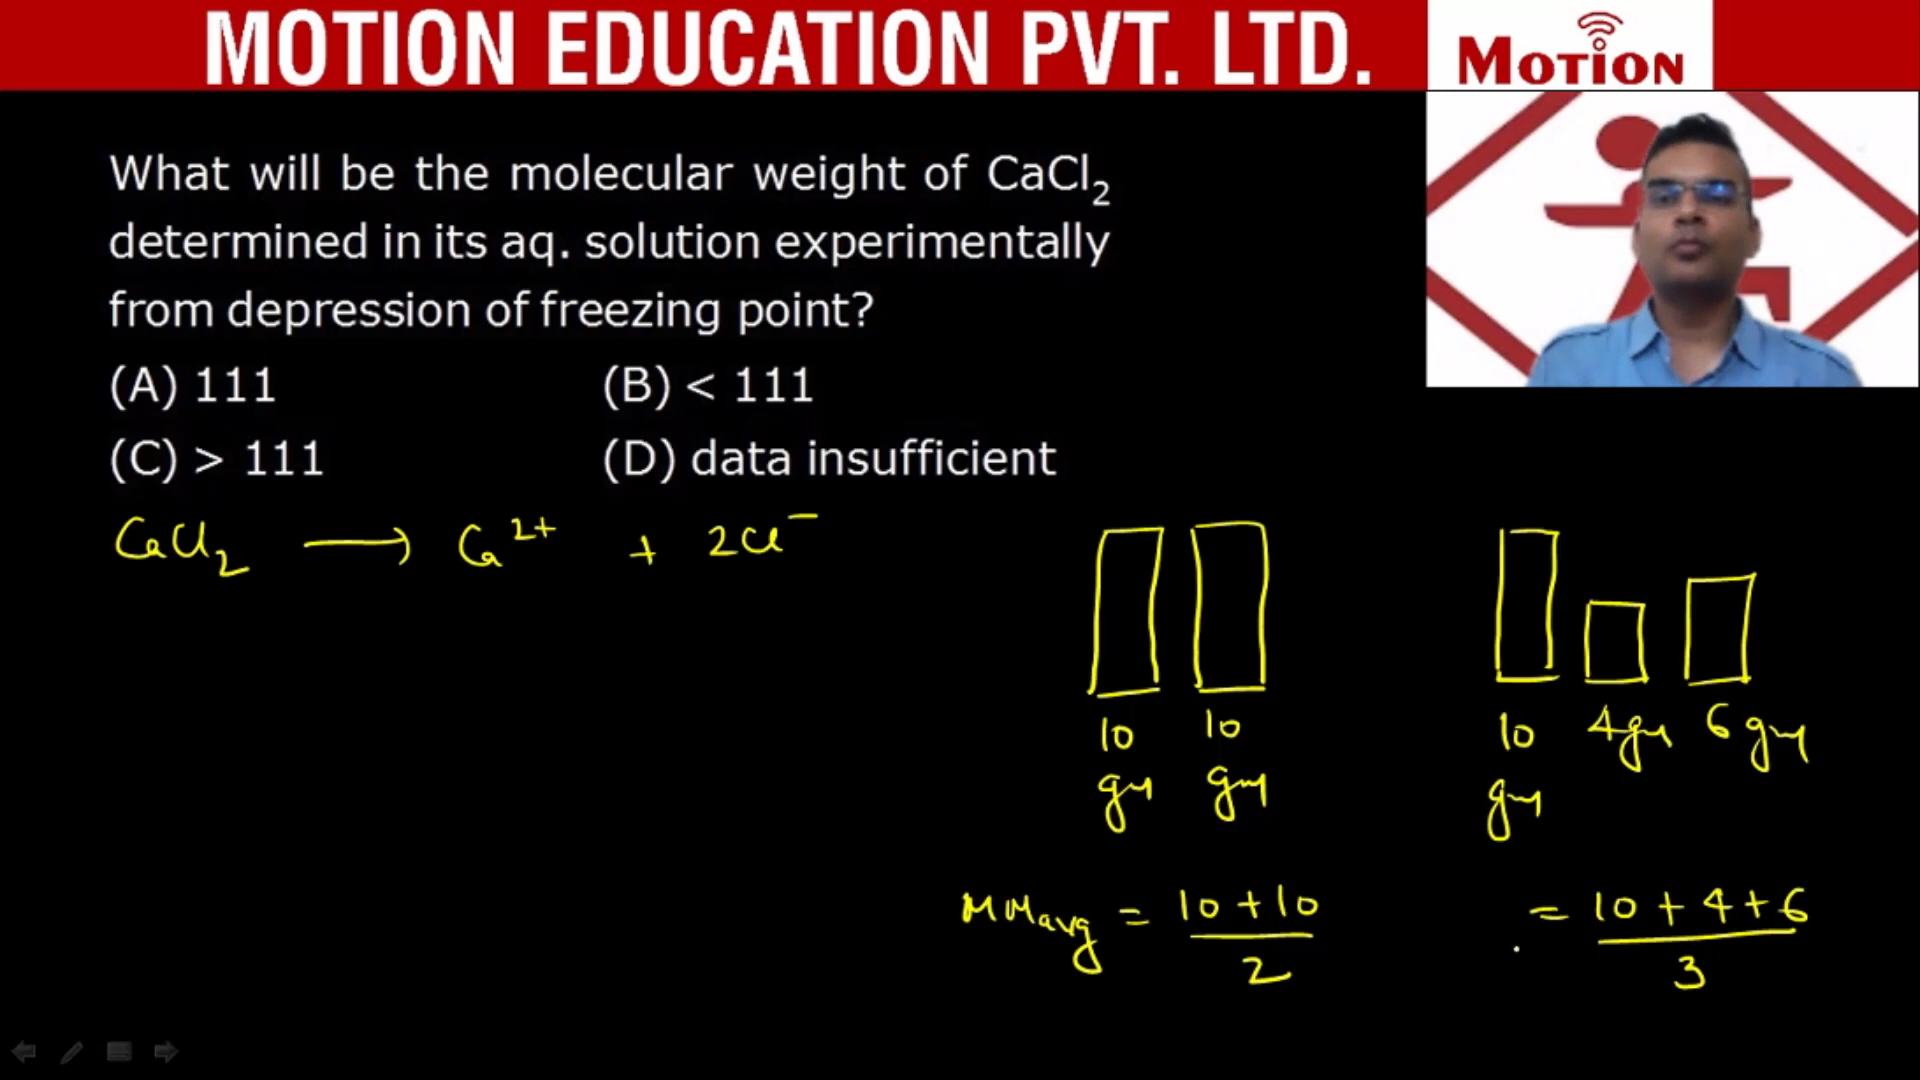 MOTION EDUCATION PVT. LTD.
MOTION
What will be the molecular weight of CaCl₂
determined in its aq. solution experimentally
from depression of freezing point?
(A) 111 (B) < 111
(C) > 111 (D) data insufficient
CaCl₂ ⟶ Ca²⁺ + 2Cl⁻
10 gm 10 gm 10 gm 4gm 6 gm
MMavg = 10 + 10 / 2 = 10 + 4 + 6 / 3